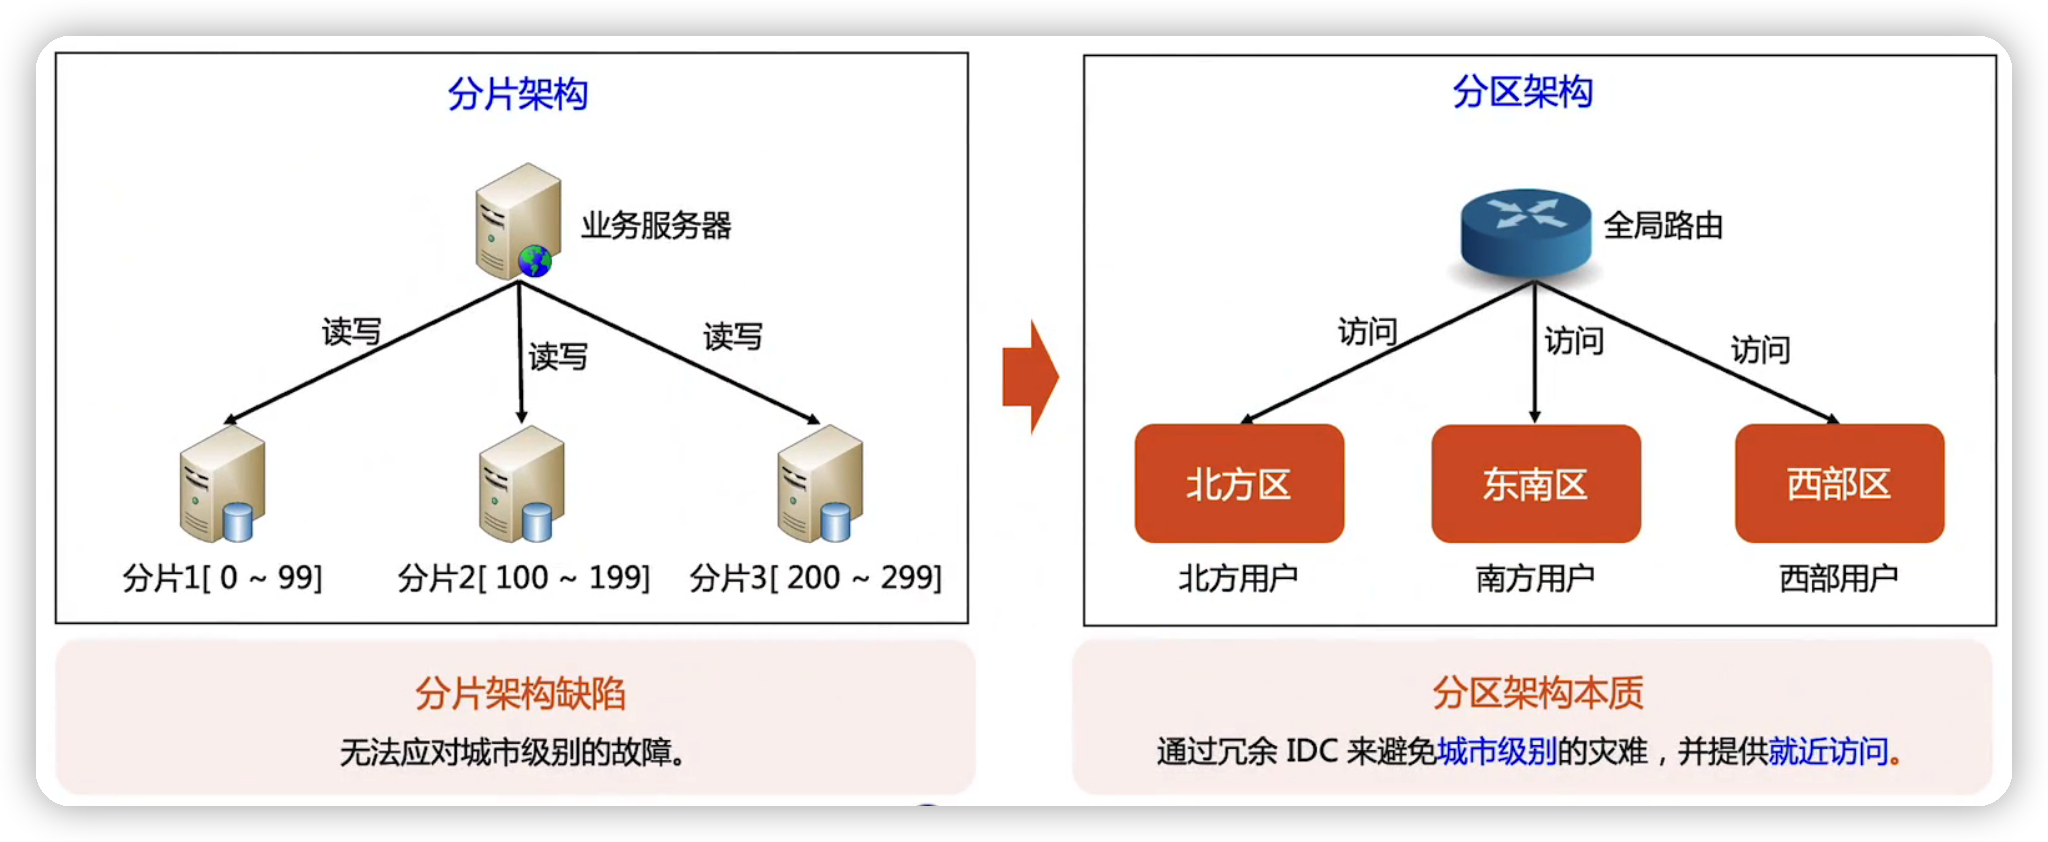 分片架构
业务服务器
读写
读写
读写
分片1[ 0 ~ 99]
分片2[ 100 ~ 199]
分片3[ 200 ~ 299]
分片架构缺陷
无法应对城市级别的故障。
分区架构
全局路由
访问
访问
访问
北方区
东南区
西部区
北方用户
南方用户
西部用户
分区架构本质
通过冗余 IDC 来避免城市级别的灾难，并提供就近访问。